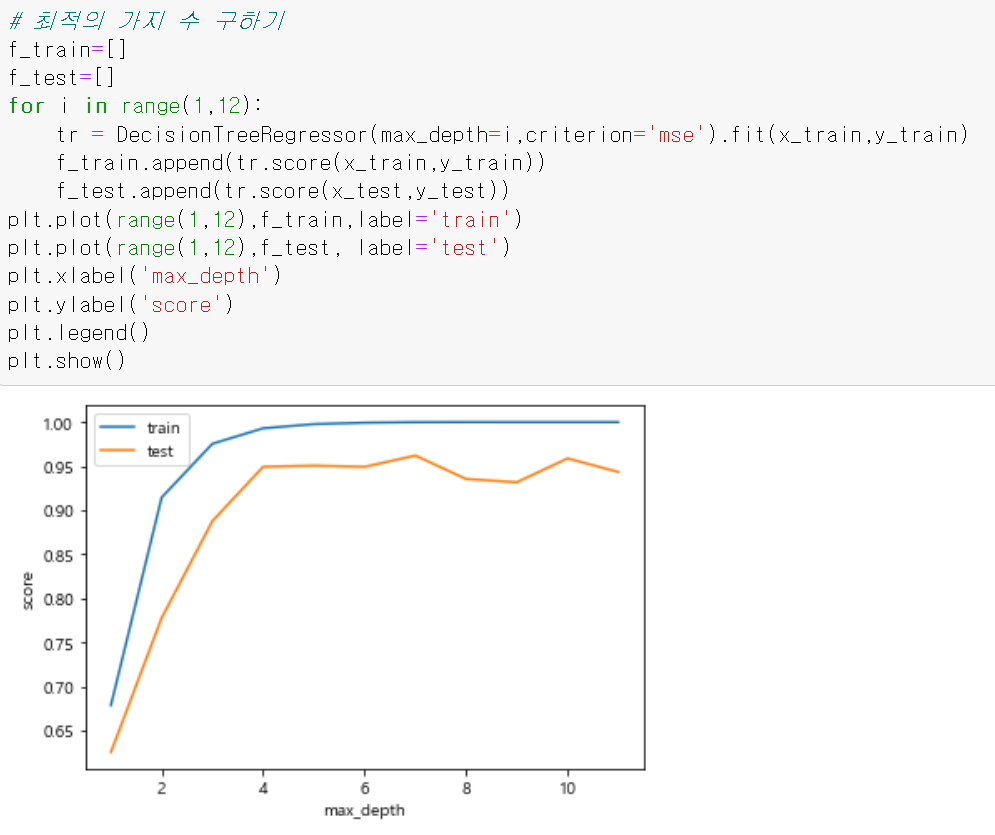 # 최적의 가지 수 구하기
f_train=[]
f_test=[]
for i in range(1,12):
    tr = DecisionTreeRegressor(max_depth=i,criterion='mse').fit(x_train,y_train)
    f_train.append(tr.score(x_train,y_train))
    f_test.append(tr.score(x_test,y_test))
plt.plot(range(1,12),f_train,label='train')
plt.plot(range(1,12),f_test, label='test')
plt.xlabel('max_depth')
plt.ylabel('score')
plt.legend()
plt.show()
train
test
1.00
0.95
0.90
0.85
0.80
0.75
0.70
0.65
score
2 4 6 8 10
max_depth